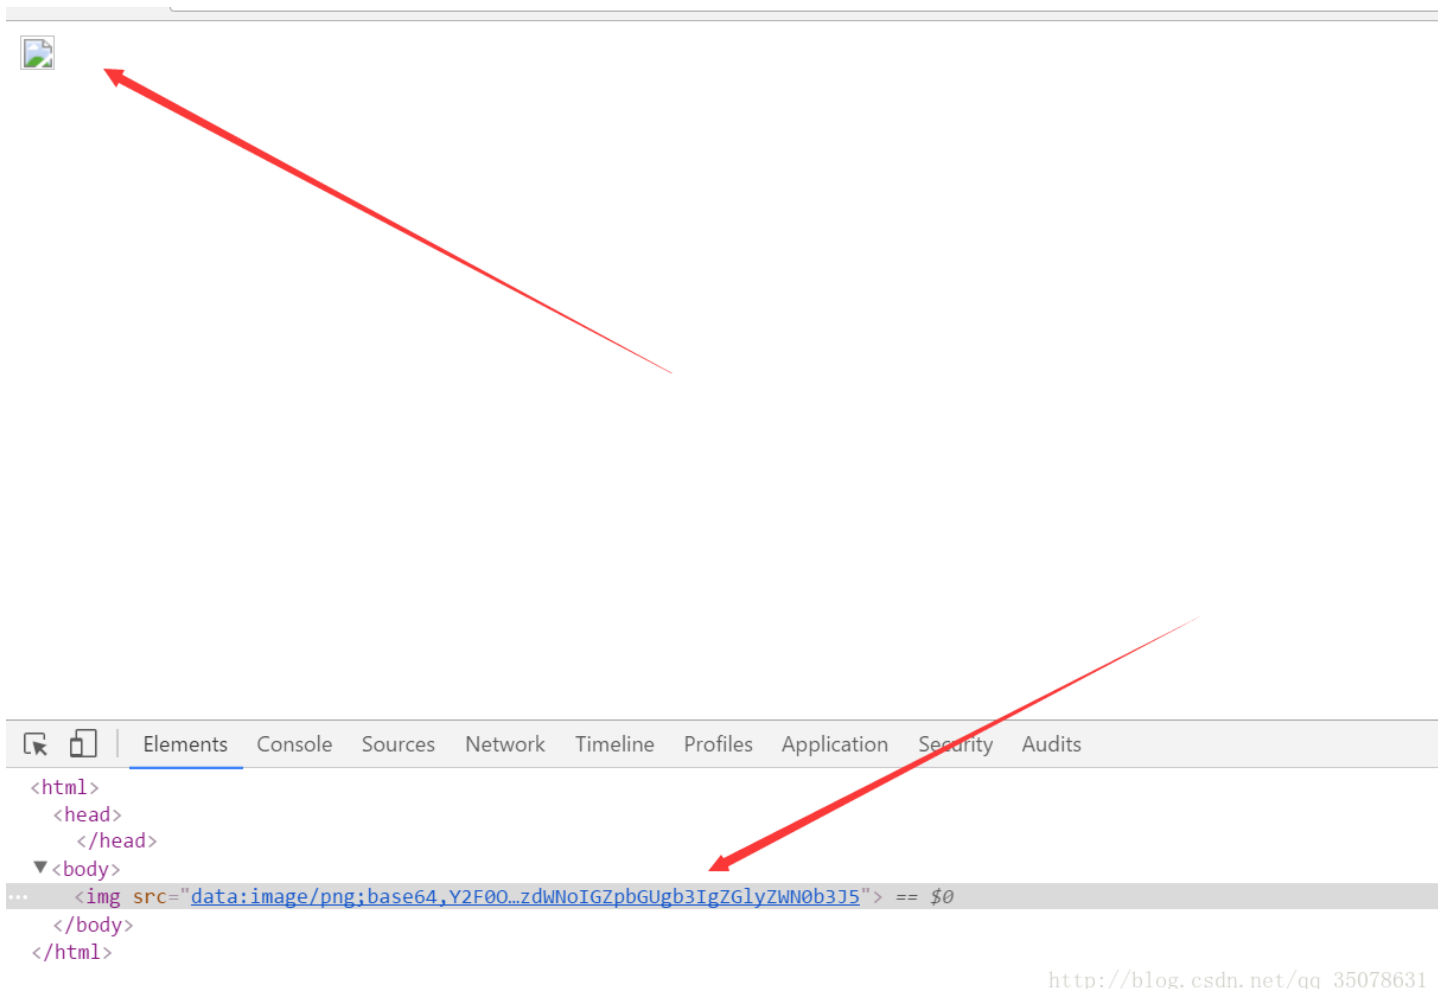 Elements Console Sources Network Timeline Profiles Application Security Audits
<html>
<head>
</head>
▼<body>
... <img src="data:image/png;base64,Y2F0O…zdWNoIGZpbGUgb3IgZGlyZWN0b3J5"> == $0
</body>
</html>
http://blog.csdn.net/qq_35078631